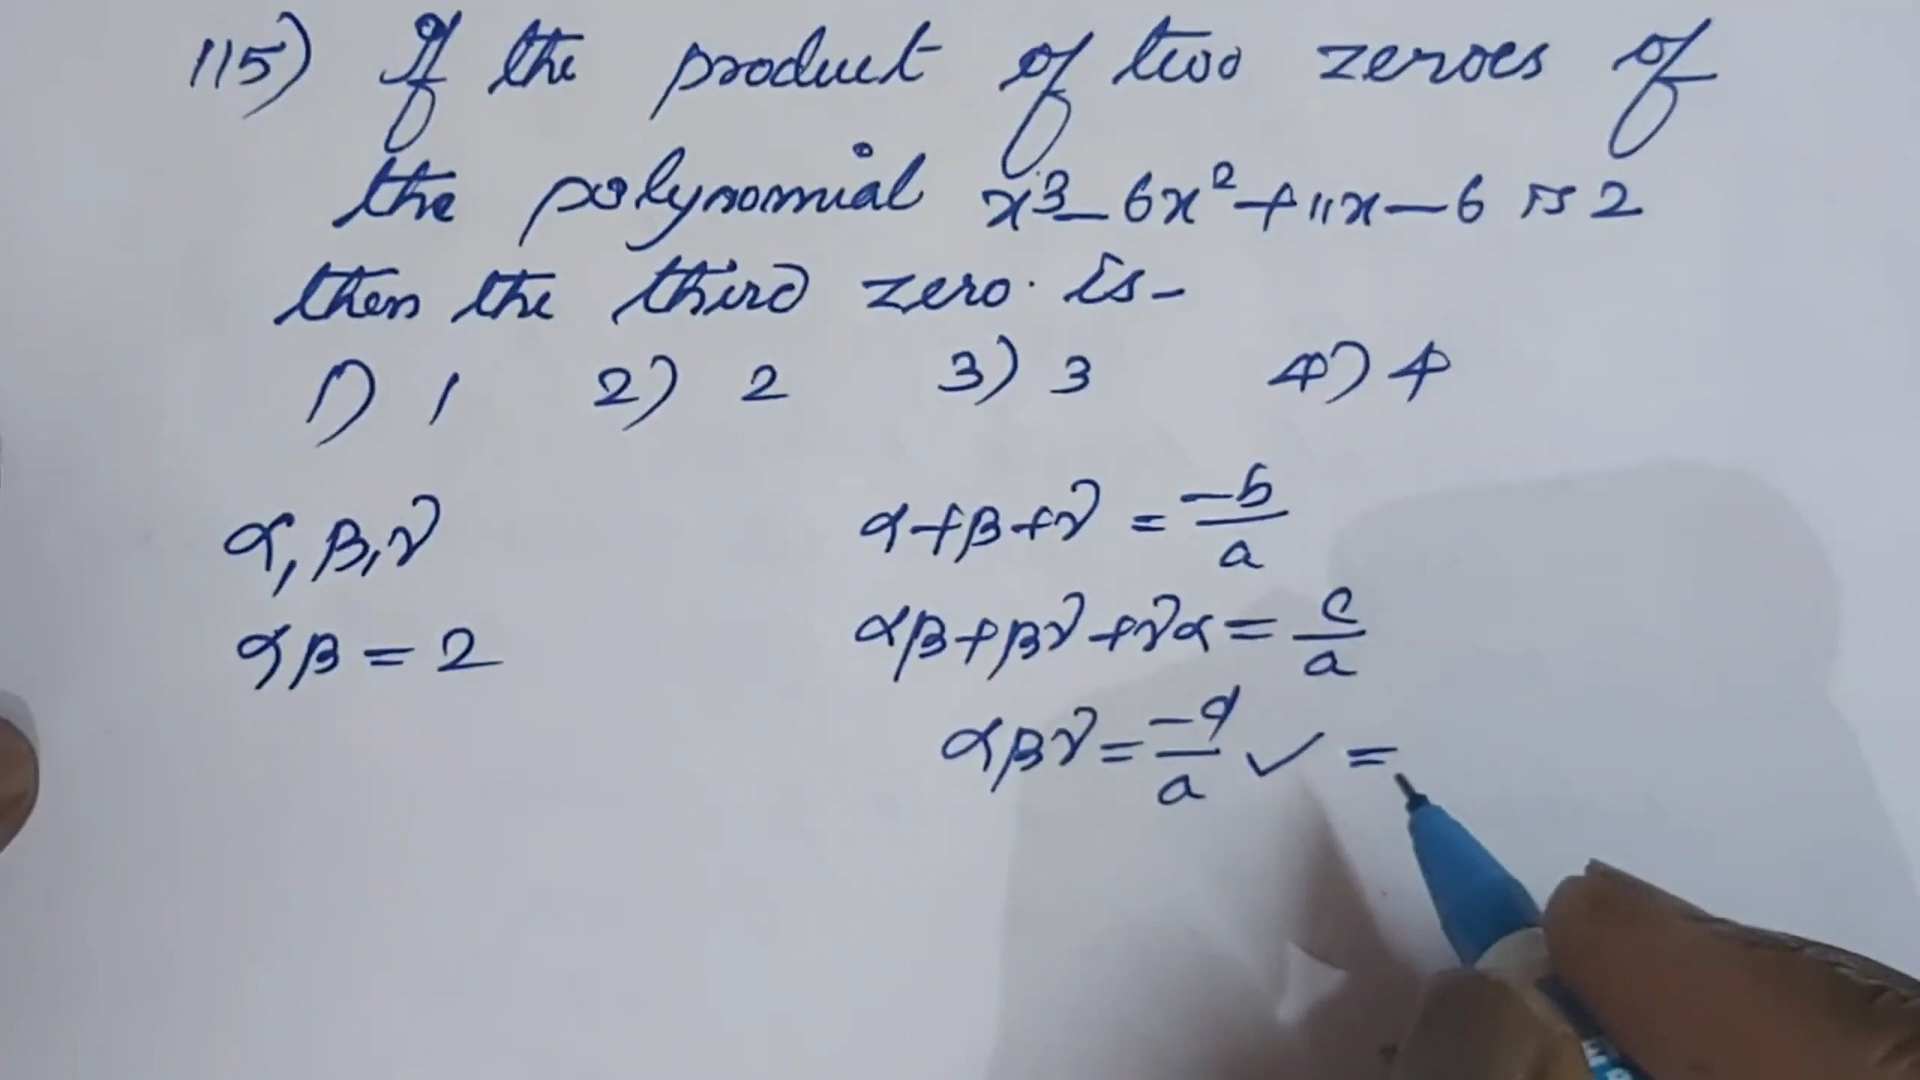 115) If the product of two zeroes of
the polynomial x³-6x²+11x-6 is 2
then the third zero is-
1) 1 2) 2 3) 3 4) 4
α, β, γ
αβ = 2
α+β+γ = -b/a
αβ+βγ+γα = c/a
αβγ = -d/a ✓ =